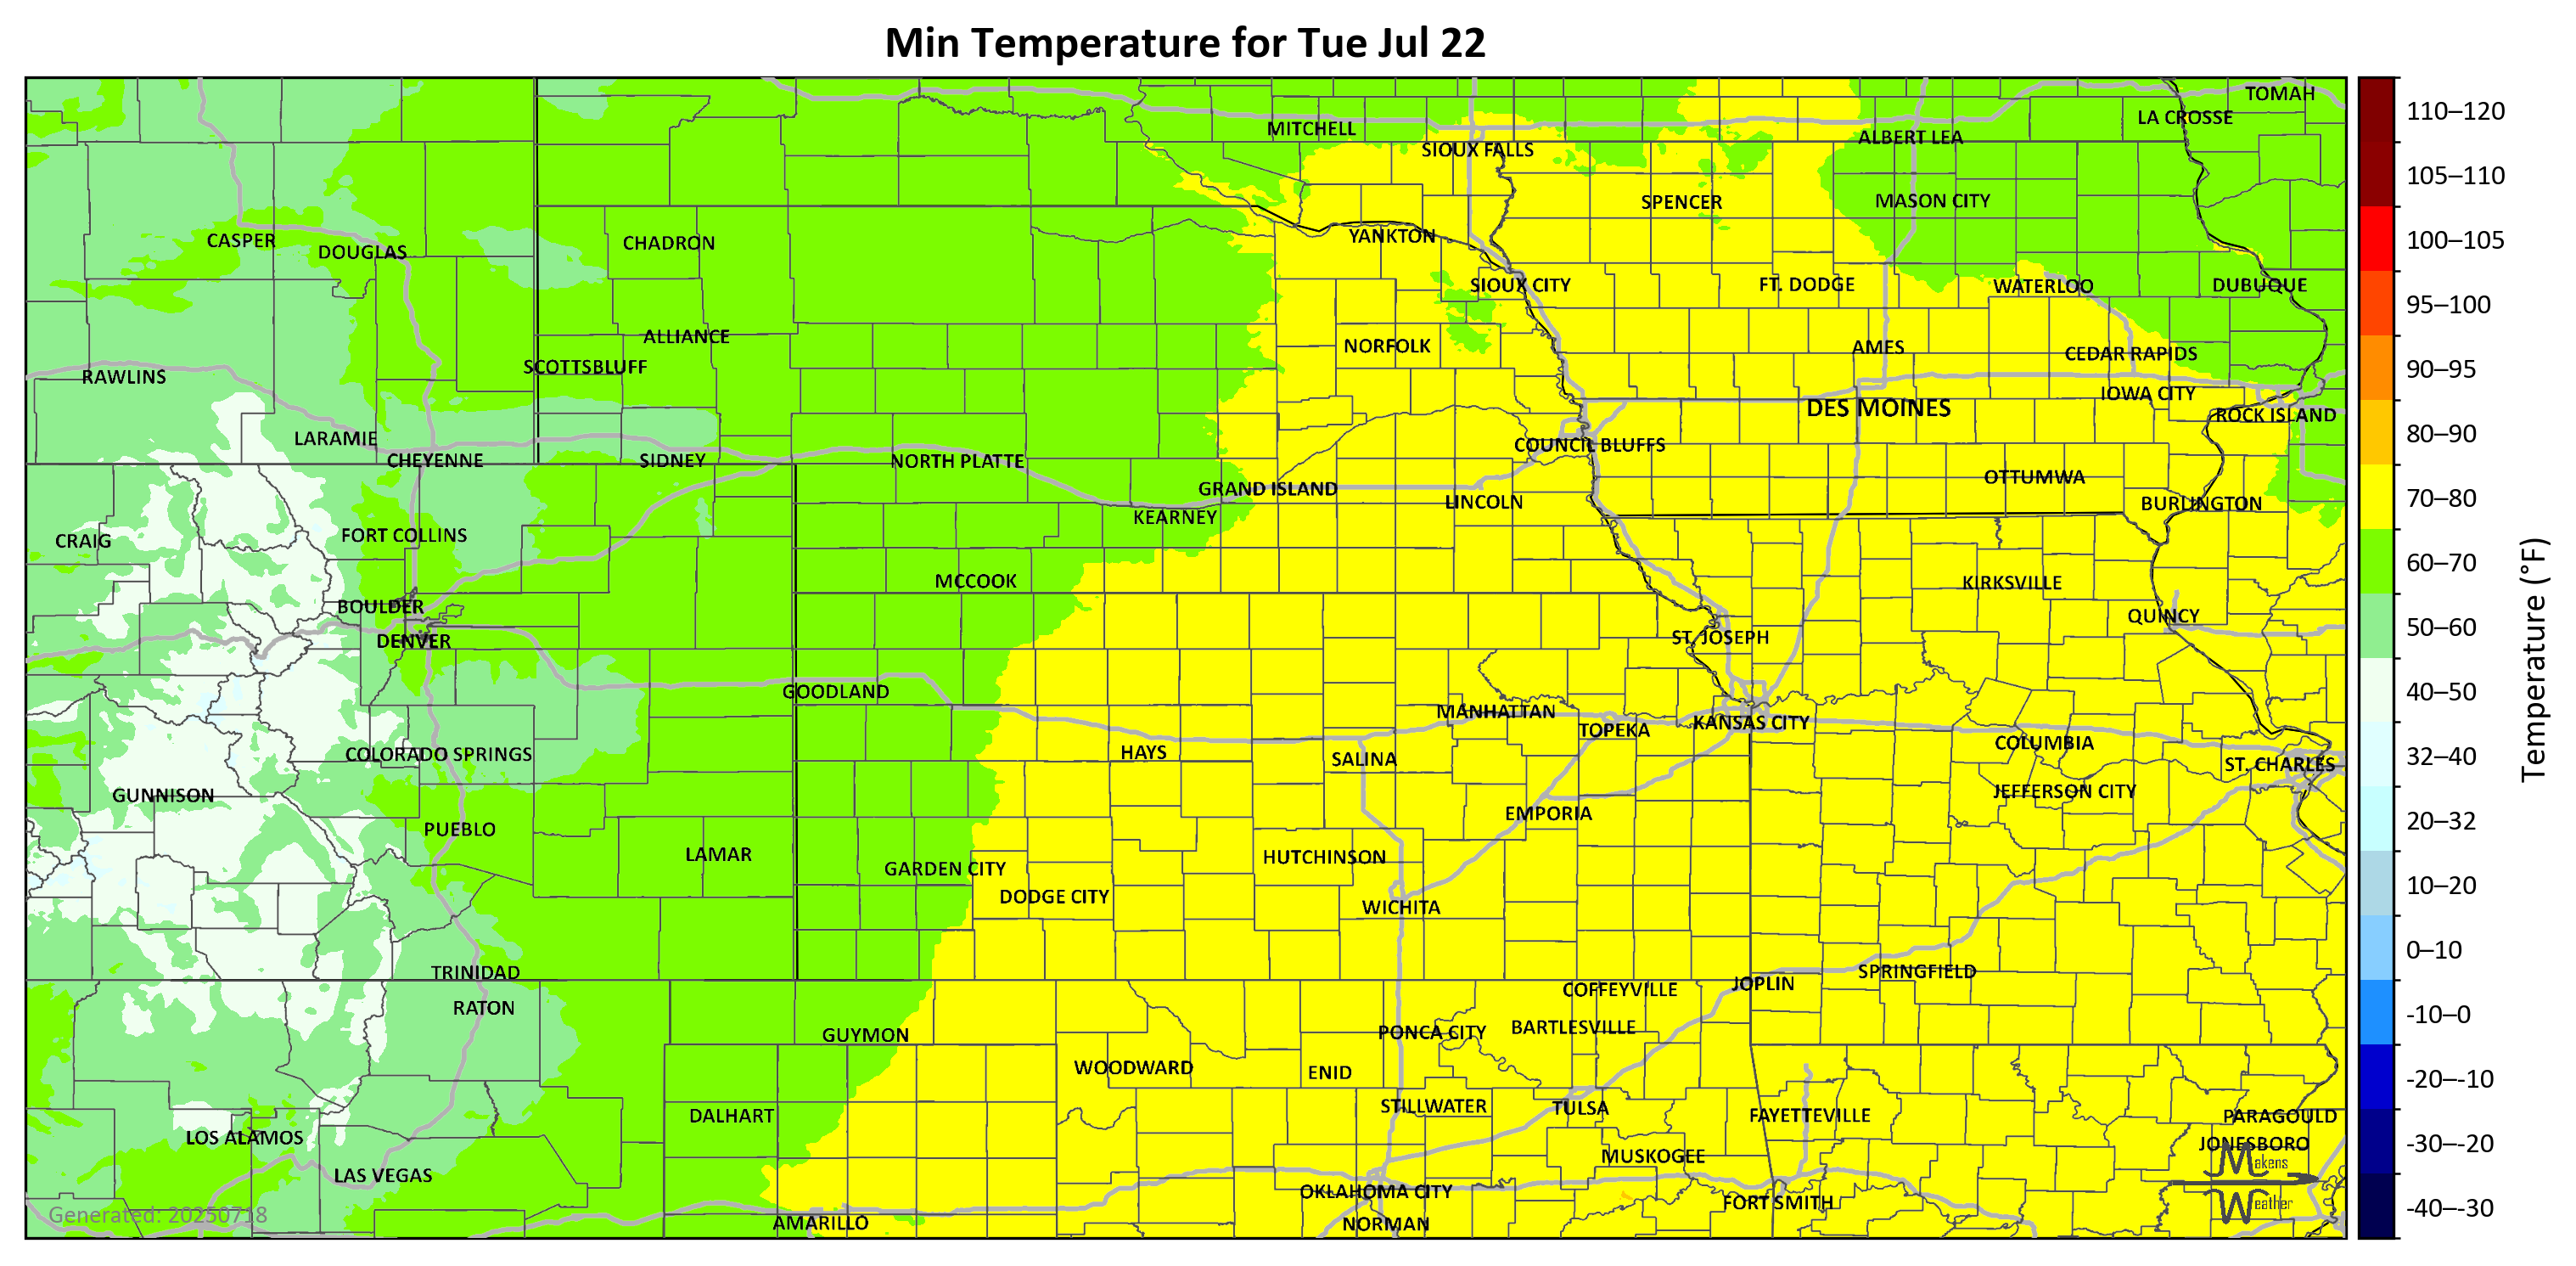 Min Temperature for Tue Jul 22
TOMAH
LA CROSSE
MITCHELL
ALBERT LEA
SIOUX FALLS
SPENCER
MASON CITY
CASPER
DOUGLAS
CHADRON
YANKTON
SIOUX CITY
FT. DODGE
WATERLOO
DUBUQUE
ALLIANCE
NORFOLK
AMES
CEDAR RAPIDS
SCOTTSBLUFF
RAWLINS
IOWA CITY
DES MOINES
ROCK ISLAND
LARAMIE
COUNCIL BLUFFS
CHEYENNE
SIDNEY
NORTH PLATTE
OTTUMWA
GRAND ISLAND
LINCOLN
BURLINGTON
KEARNEY
FORT COLLINS
CRAIG
MCCOOK
KIRKSVILLE
BOULDER
QUINCY
DENVER
ST. JOSEPH
GOODLAND
MANHATTAN
TOPEKA
KANSAS CITY
COLUMBIA
COLORADO SPRINGS
HAYS
SALINA
ST. CHARLES
GUNNISON
JEFFERSON CITY
EMPORIA
PUEBLO
LAMAR
HUTCHINSON
GARDEN CITY
DODGE CITY
WICHITA
TRINIDAD
SPRINGFIELD
JOPLIN
COFFEYVILLE
RATON
GUYMON
PONCA CITY
BARTLESVILLE
WOODWARD
ENID
STILLWATER
TULSA
DALHART
FAYETTEVILLE
PARAGOULD
LOS ALAMOS
JONESBORO
MUSKOGEE
LAS VEGAS
OKLAHOMA CITY
FORT SMITH
AMARILLO
NORMAN
Generated: 20250718
Makens
Weather
110–120
105–110
100–105
95–100
90–95
80–90
70–80
60–70
50–60
40–50
32–40
20–32
10–20
0–10
-10–0
-20–-10
-30–-20
-40–-30
Temperature (°F)